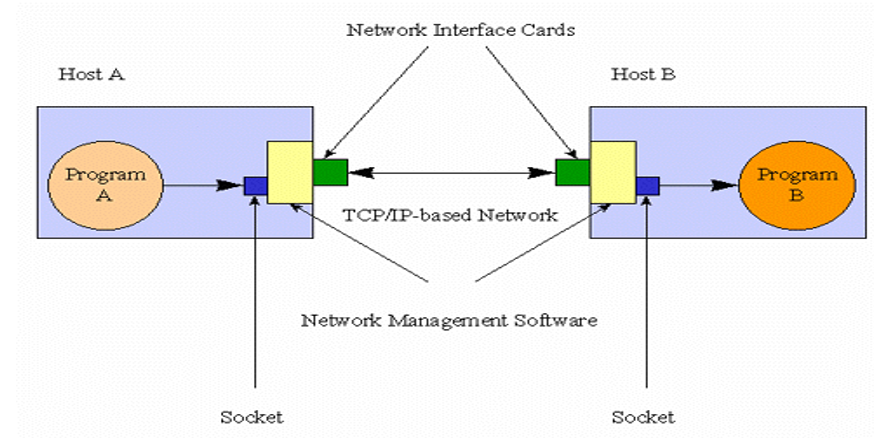 Network Interface Cards
Host A
Host B
Program
A
Program
B
TCP/IP-based Network
Network Management Software
Socket
Socket